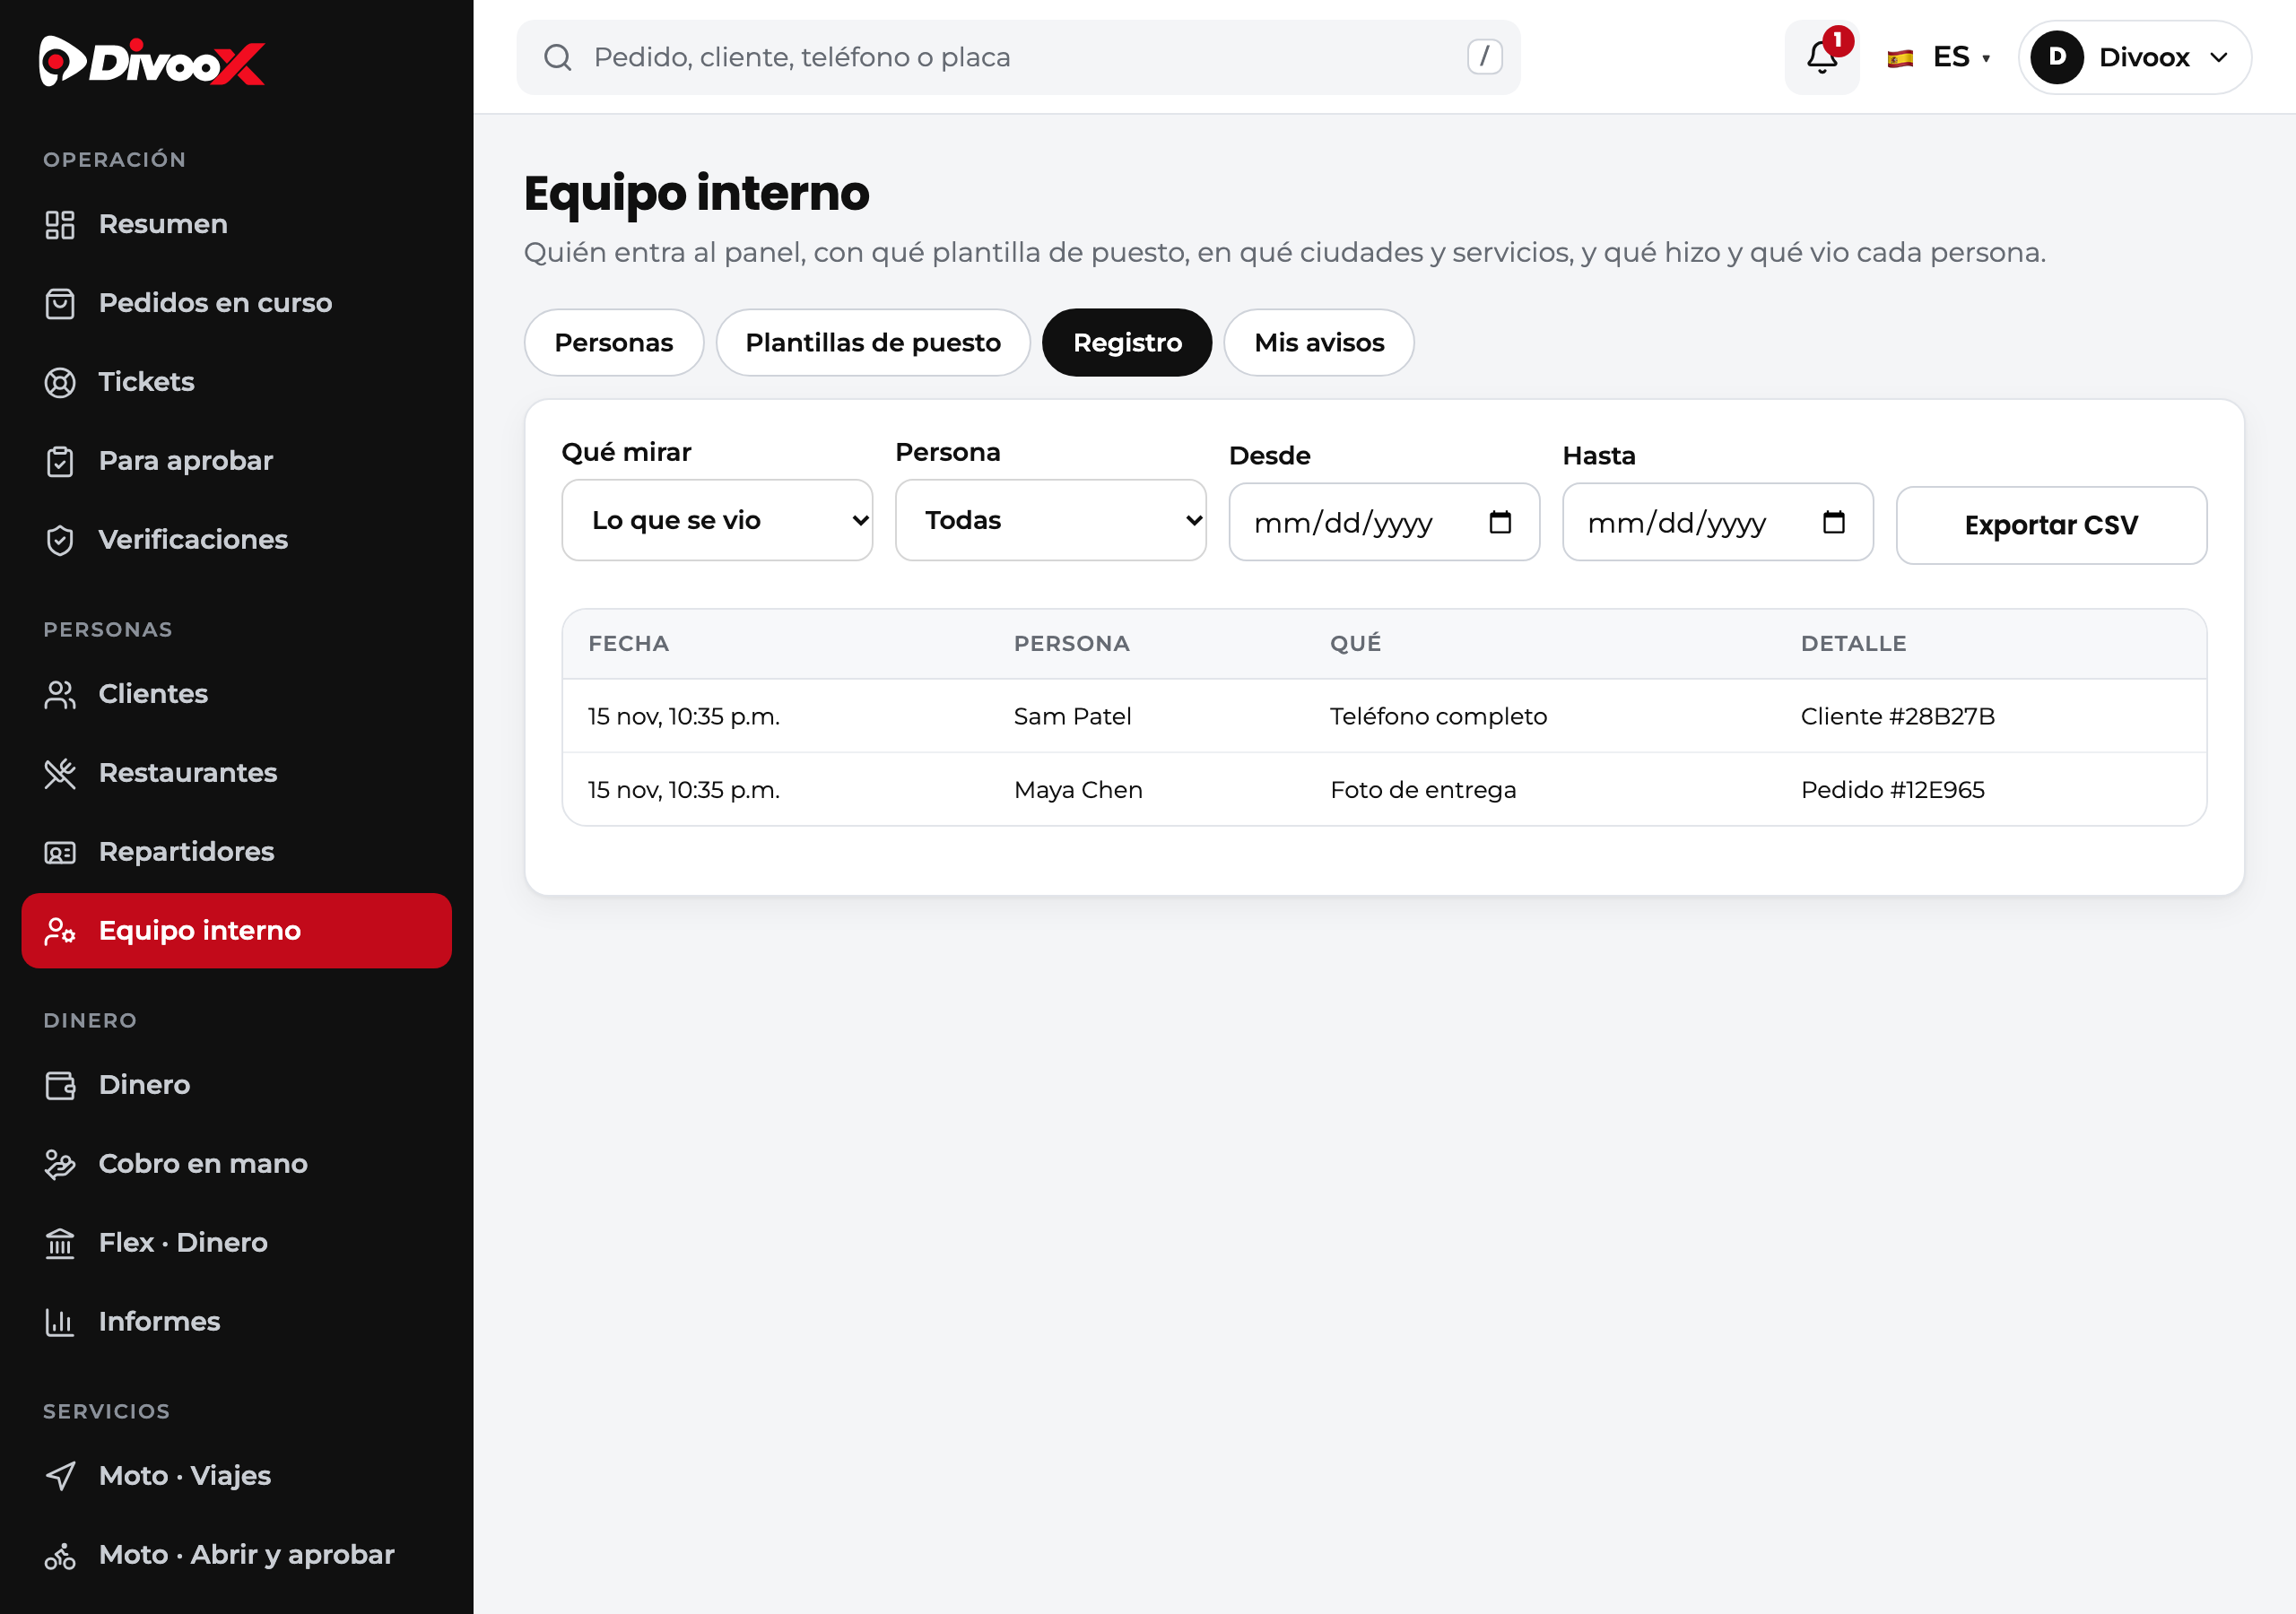 DivooX
OPERACIÓN
Resumen
Pedidos en curso
Tickets
Para aprobar
Verificaciones
PERSONAS
Clientes
Restaurantes
Repartidores
Equipo interno
DINERO
Dinero
Cobro en mano
Flex · Dinero
Informes
SERVICIOS
Moto · Viajes
Moto · Abrir y aprobar
Pedido, cliente, teléfono o placa /
1
ES
D Divoox
Equipo interno
Quién entra al panel, con qué plantilla de puesto, en qué ciudades y servicios, y qué hizo y qué vio cada persona.
Personas Plantillas de puesto Registro Mis avisos
Qué mirar Persona Desde Hasta
Lo que se vio Todas mm/dd/yyyy mm/dd/yyyy Exportar CSV
FECHA PERSONA QUÉ DETALLE
15 nov, 10:35 p.m. Sam Patel Teléfono completo Cliente #28B27B
15 nov, 10:35 p.m. Maya Chen Foto de entrega Pedido #12E965